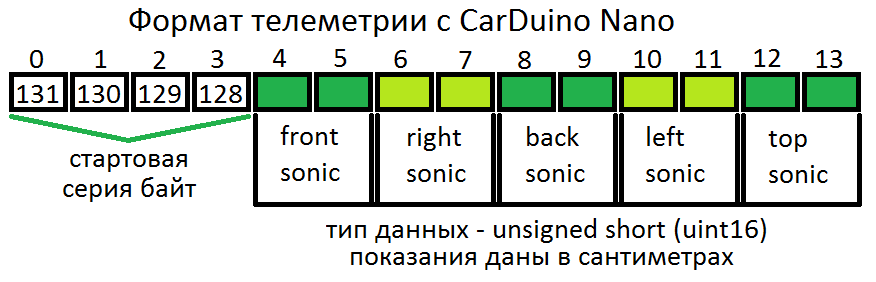 Формат телеметрии с CarDuino Nano
0 1 2 3 4 5 6 7 8 9 10 11 12 13
131 130 129 128
стартовая
серия байт
front
sonic
right
sonic
back
sonic
left
sonic
top
sonic
тип данных - unsigned short (uint16)
показания даны в сантиметрах